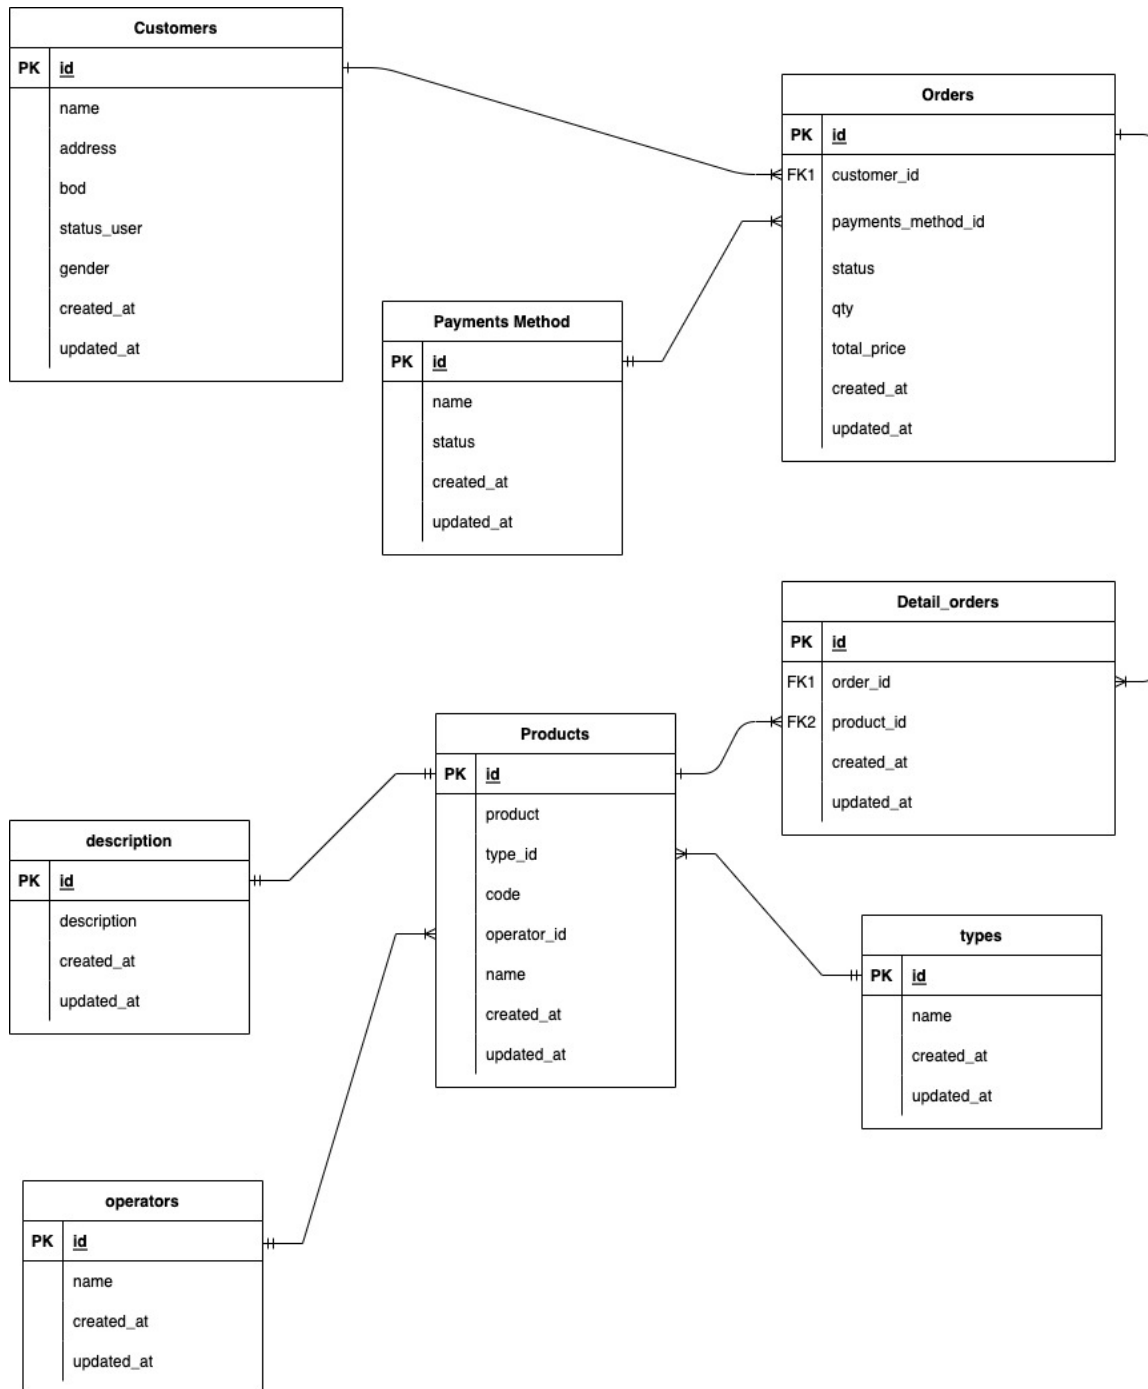 Customers
PK id
name
address
bod
status_user
gender
created_at
updated_at
Orders
PK id
FK1 customer_id
payments_method_id
status
qty
total_price
created_at
updated_at
Payments Method
PK id
name
status
created_at
updated_at
Detail_orders
PK id
FK1 order_id
FK2 product_id
created_at
updated_at
Products
PK id
product
type_id
code
operator_id
name
created_at
updated_at
description
PK id
description
created_at
updated_at
types
PK id
name
created_at
updated_at
operators
PK id
name
created_at
updated_at